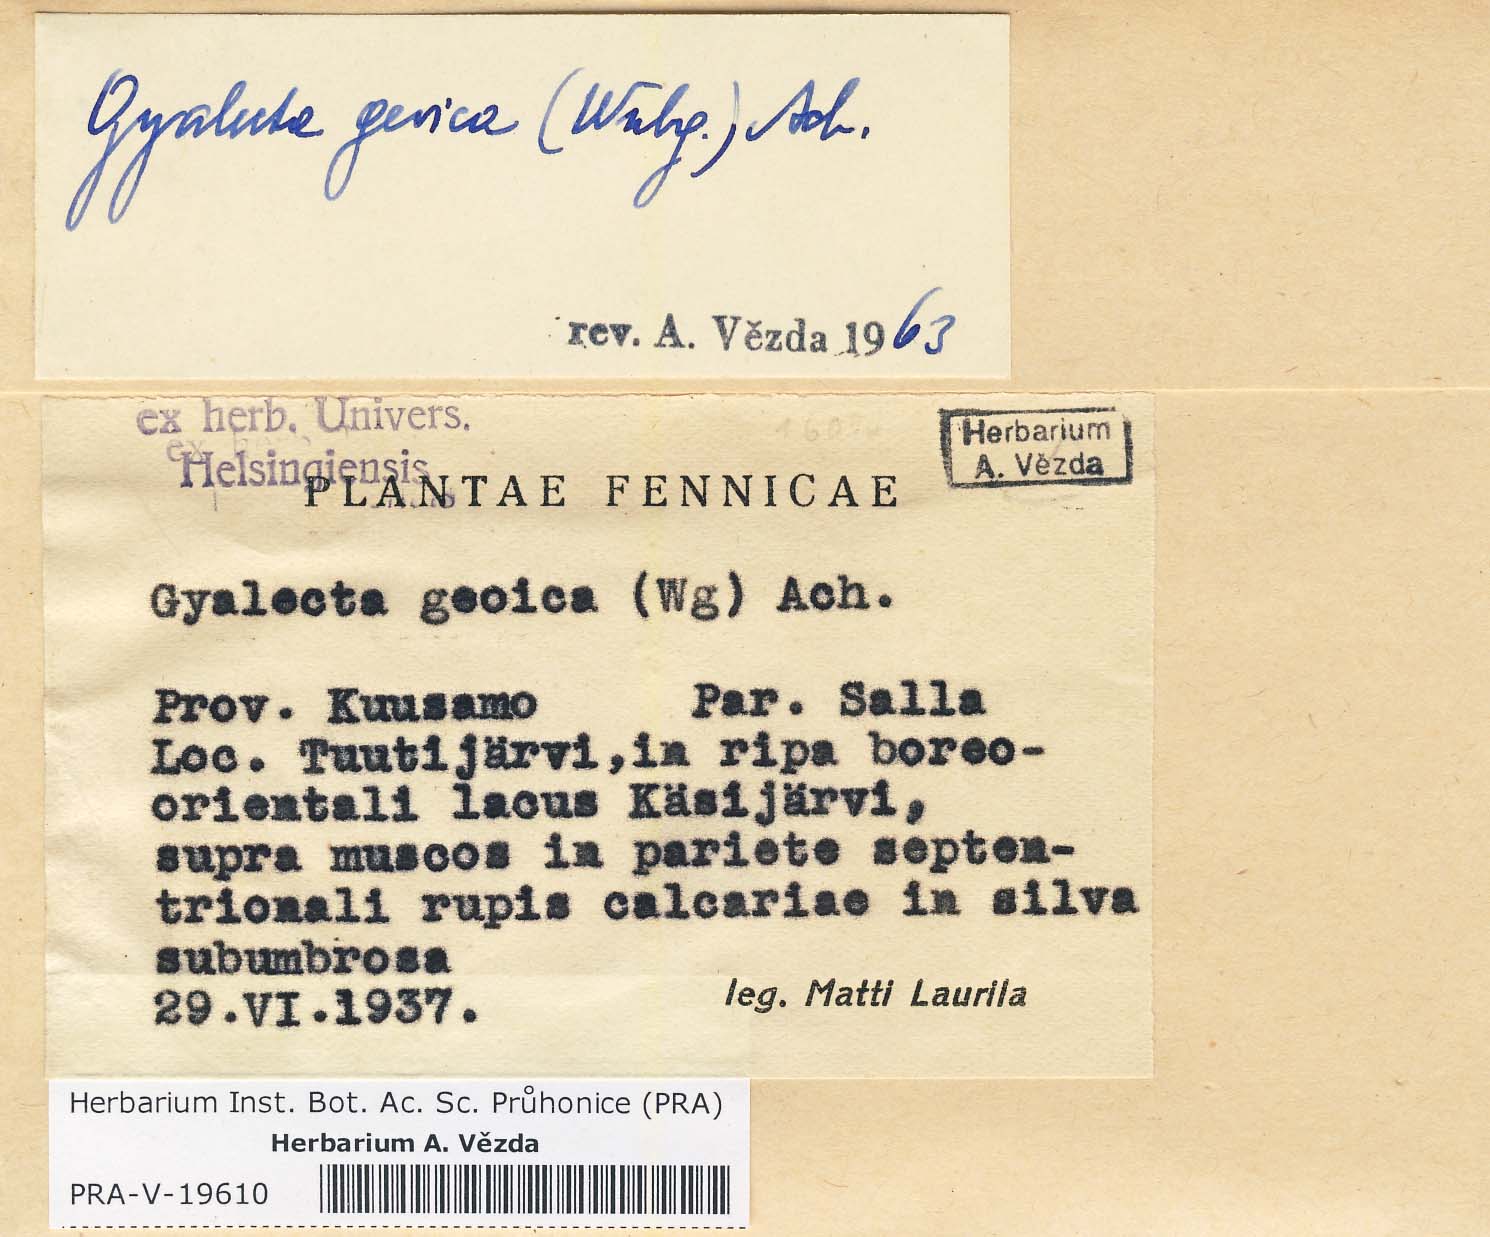 Gyalecta geoica (Wnbg.) Ach.
rev. A. Vězda 1963
ex herb. Univers.
Helsingiensis
Herbarium
A. Vězda
PLANTAE FENNICAE
Gyalecta geoica (Wg) Ach.
Prov. Kuusamo Par. Salla
Loc. Tuutijärvi,in ripa boreo-
orientali lacus Käsijärvi,
supra muscos in pariete septen-
trionali rupis calcariae in silva
subumbrosa
29.VI.1937.
leg. Matti Laurila
Herbarium Inst. Bot. Ac. Sc. Průhonice (PRA)
Herbarium A. Vězda
PRA-V-19610